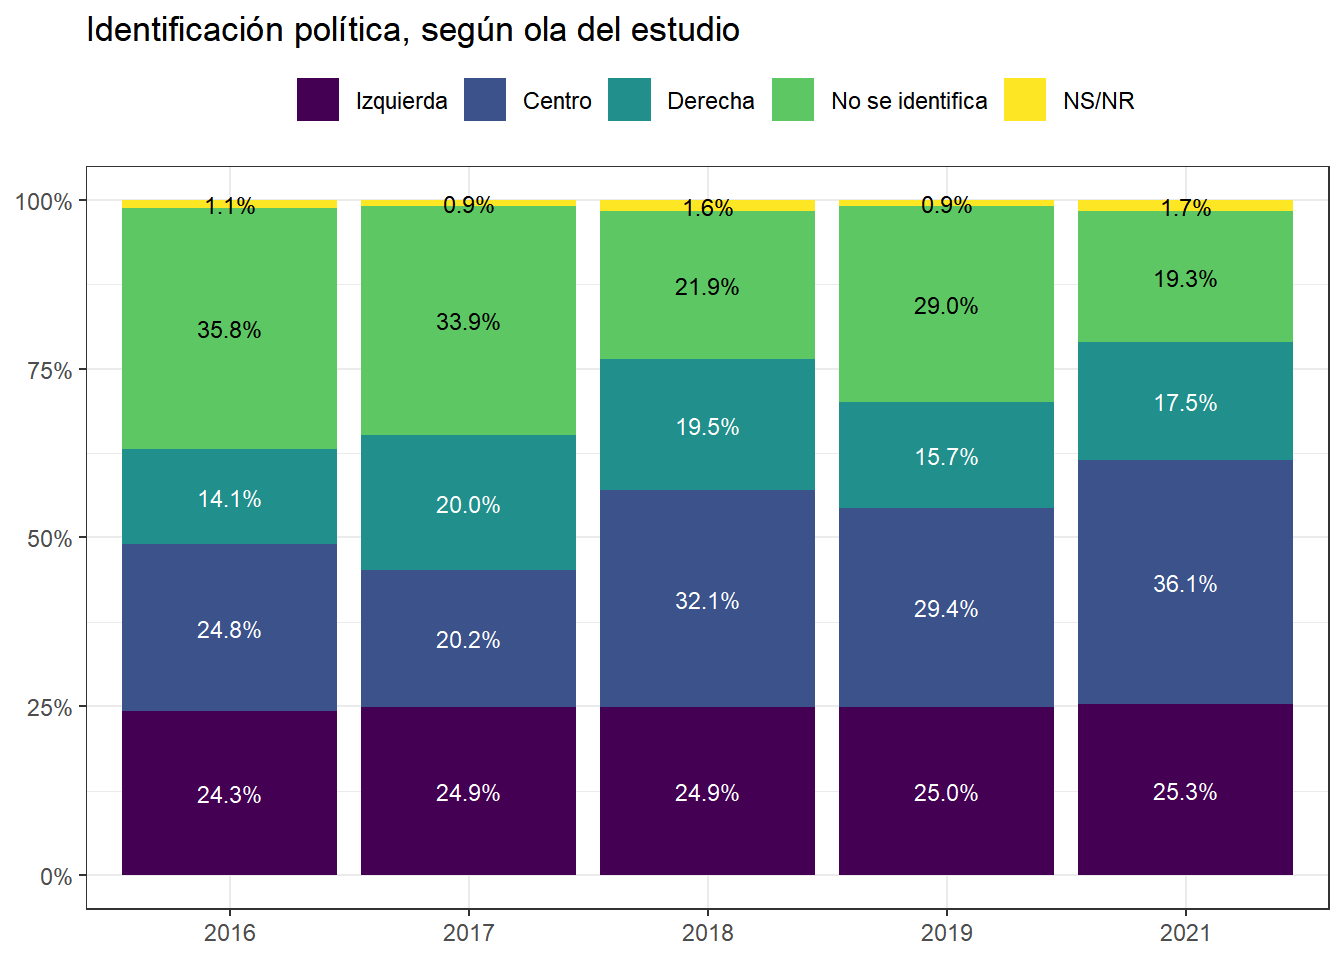 Identificación política, según ola del estudio
Izquierda Centro Derecha No se identifica NS/NR
100%
75%
50%
25%
0%
1.1% 0.9% 1.6% 0.9% 1.7%
35.8% 33.9% 21.9% 29.0% 19.3%
14.1% 20.0% 19.5% 15.7% 17.5%
24.8% 20.2% 32.1% 29.4% 36.1%
24.3% 24.9% 24.9% 25.0% 25.3%
2016 2017 2018 2019 2021